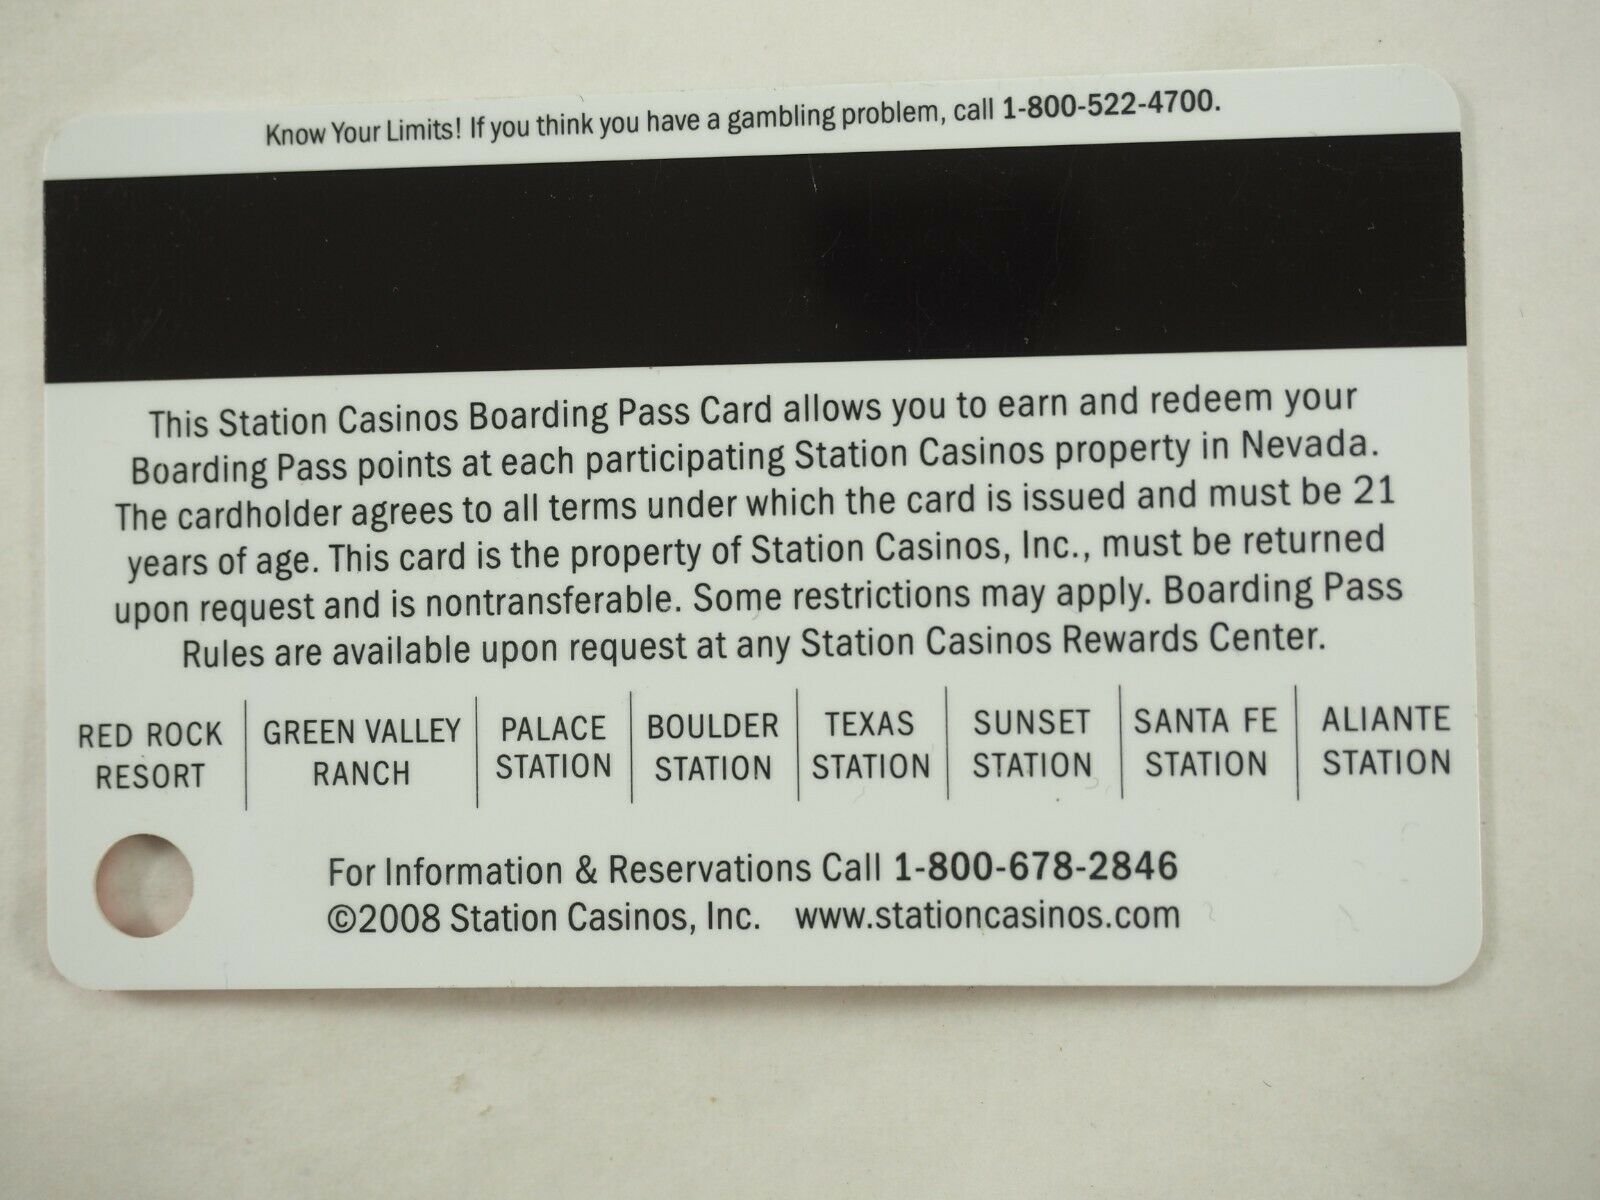 Know Your Limits! If you think you have a gambling problem, call 1-800-522-4700.
This Station Casinos Boarding Pass Card allows you to earn and redeem your
Boarding Pass points at each participating Station Casinos property in Nevada.
The cardholder agrees to all terms under which the card is issued and must be 21
years of age. This card is the property of Station Casinos, Inc., must be returned
upon request and is nontransferable. Some restrictions may apply. Boarding Pass
Rules are available upon request at any Station Casinos Rewards Center.
RED ROCK
RESORT
GREEN VALLEY
RANCH
PALACE
STATION
BOULDER
STATION
TEXAS
STATION
SUNSET
STATION
SANTA FE
STATION
ALIANTE
STATION
For Information & Reservations Call 1-800-678-2846
©2008 Station Casinos, Inc. www.stationcasinos.com